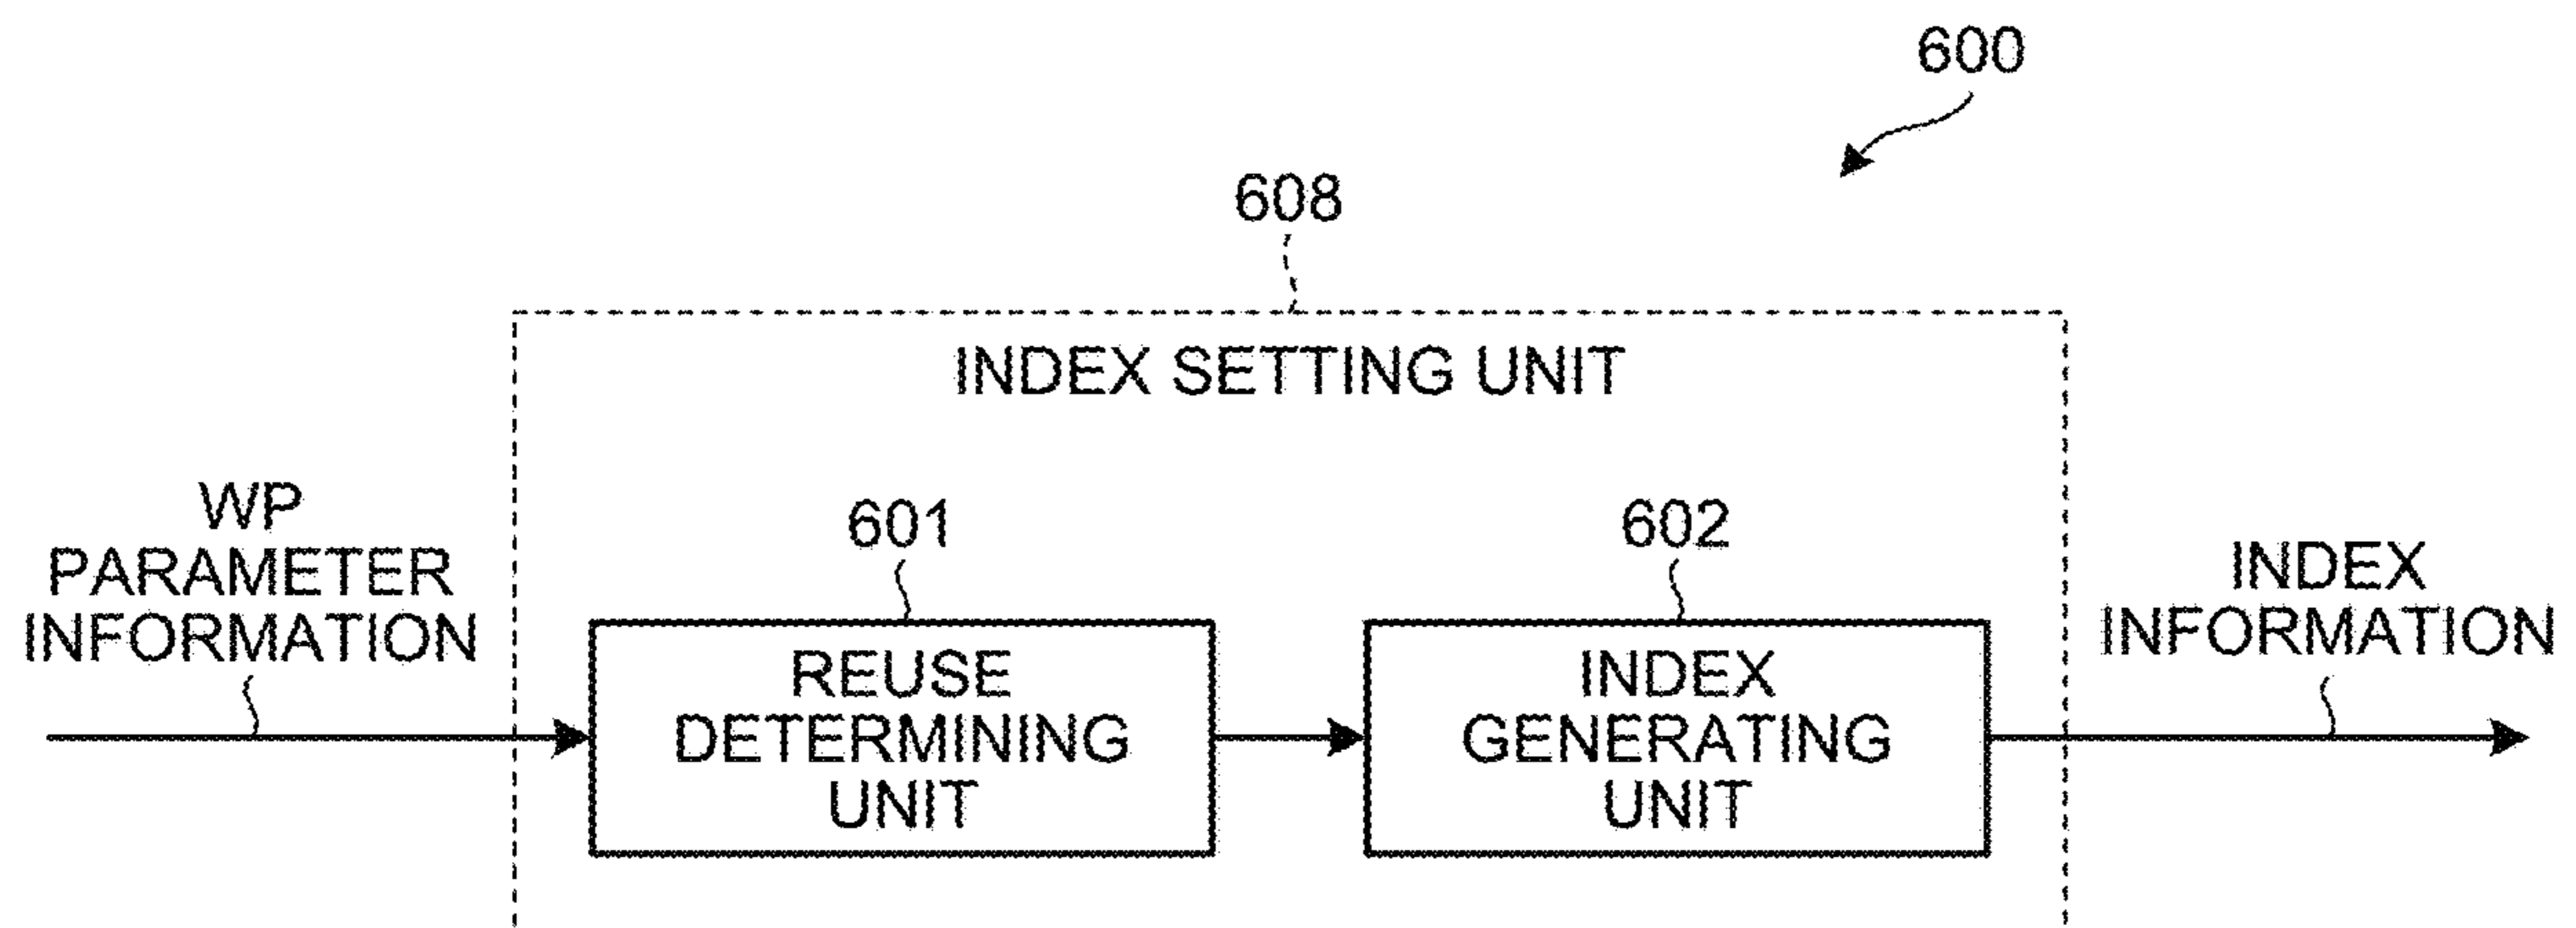 600
608
INDEX SETTING UNIT
WP
PARAMETER
INFORMATION
601
602
INDEX
INFORMATION
REUSE
DETERMINING
UNIT
INDEX
GENERATING
UNIT